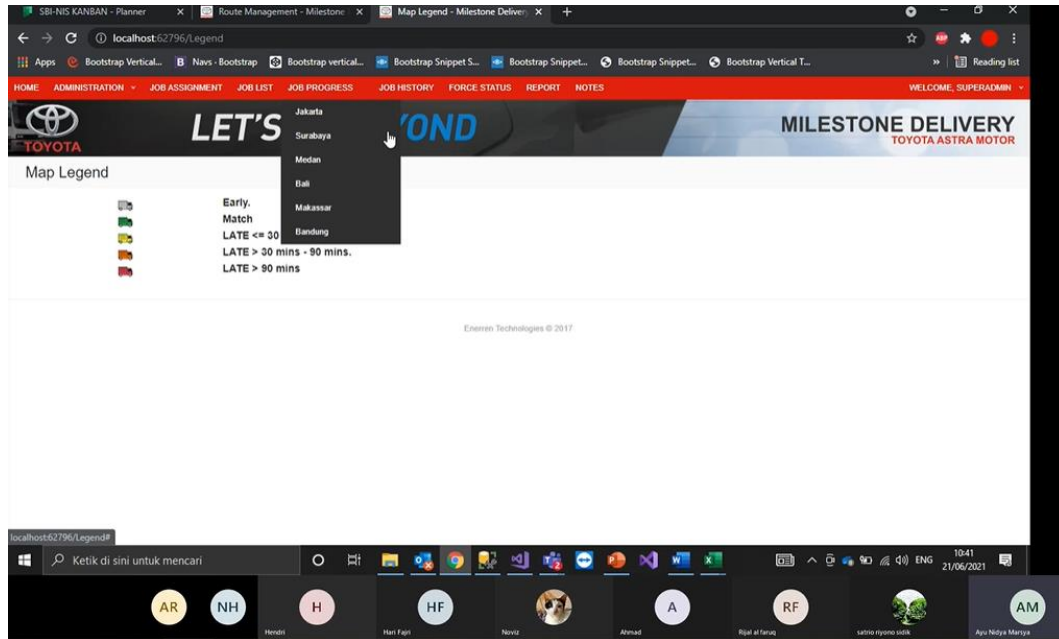 SBI-NIS KANBAN - Planner
Route Management - Milestone
Map Legend - Milestone Deliver
localhost:62796/Legend
Apps
Bootstrap Vertical...
Navs - Bootstrap
Bootstrap vertical...
Bootstrap Snippet S...
Bootstrap Snippet...
Bootstrap Snippet...
Bootstrap Vertical T...
Reading list
HOME ADMINISTRATION JOB ASSIGNMENT JOB LIST JOB PROGRESS JOB HISTORY FORCE STATUS REPORT NOTES WELCOME, SUPERADMIN
TOYOTA
LET'S
YOND
MILESTONE DELIVERY
TOYOTA ASTRA MOTOR
Jakarta
Surabaya
Medan
Bali
Makassar
Bandung
Map Legend
Early.
Match
LATE <= 30
LATE > 30 mins - 90 mins.
LATE > 90 mins
Enerren Technologies © 2017
localhost:62796/Legend#
Ketik di sini untuk mencari
ENG
10:41
21/06/2021
AR
NH
H
HF
A
RF
AM
Hendri
Hari Fajri
Noviz
Ahmad
Rijal al faruq
satrio riyono sidik
Ayu Nidya Marsya